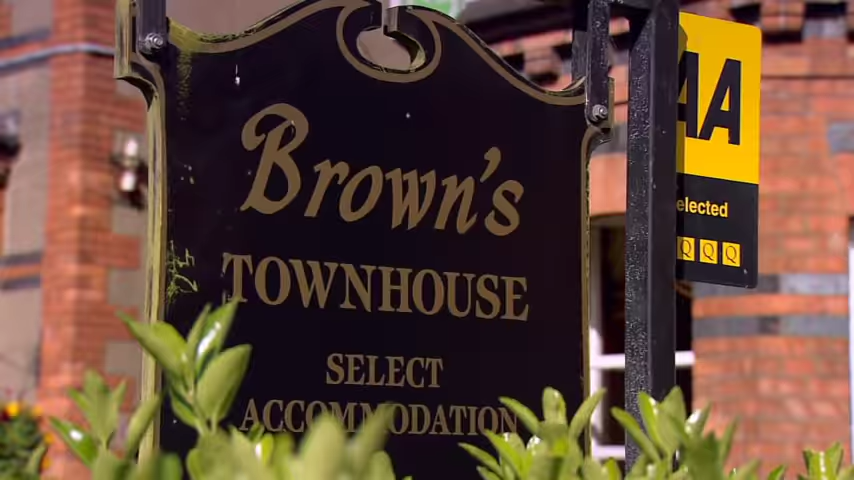 Brown's
TOWNHOUSE
SELECT
ACCOMMODATION
AA
elected
Q Q Q